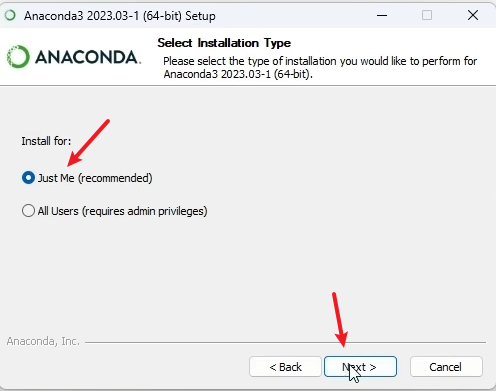 Anaconda3 2023.03-1 (64-bit) Setup
Select Installation Type
Please select the type of installation you would like to perform for
Anaconda3 2023.03-1 (64-bit).
ANACONDA.
Install for:
Just Me (recommended)
All Users (requires admin privileges)
Anaconda, Inc.
< Back
Next >
Cancel